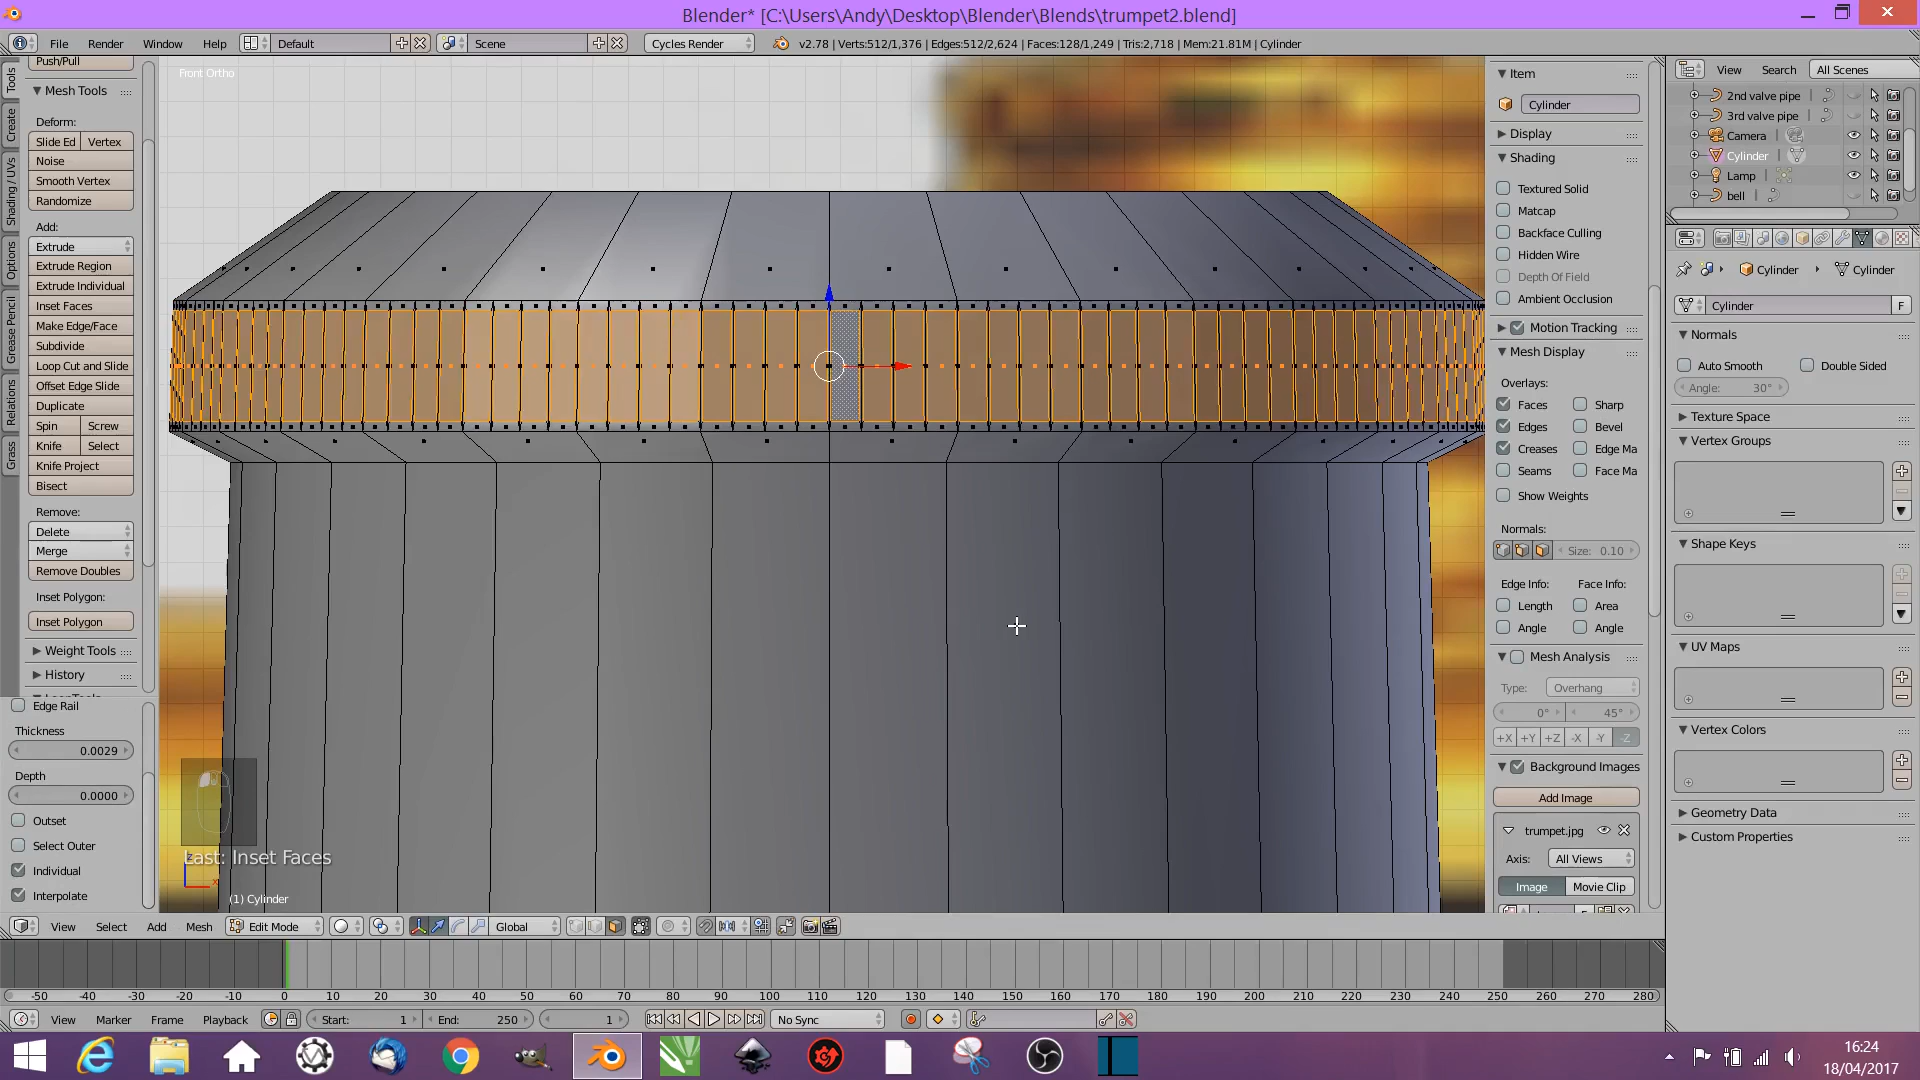 Blender* [C:\Users\Andy\Desktop\Blender\Blends\trumpet2.blend]
File Render Window Help Default Scene Cycles Render v2.78 | Verts:512/1,376 | Edges:512/2,624 | Faces:128/1,249 | Tris:2,718 | Mem:21.81M | Cylinder
Tools
Create
Shading / UVs
Options
Grease Pencil
Relations
Grass
Push/Pull
Mesh Tools
Deform:
Slide Ed Vertex
Noise
Smooth Vertex
Randomize
Add:
Extrude
Extrude Region
Extrude Individual
Inset Faces
Make Edge/Face
Subdivide
Loop Cut and Slide
Offset Edge Slide
Duplicate
Spin Screw
Knife Select
Knife Project
Bisect
Remove:
Delete
Merge
Remove Doubles
Inset Polygon:
Inset Polygon
Weight Tools
History
Edge Rail
Thickness
0.0029
Depth
0.0000
Outset
Select Outer
Individual
Interpolate
Front Ortho
Last: Inset Faces
(1) Cylinder
Item
Cylinder
Display
Shading
Textured Solid
Matcap
Backface Culling
Hidden Wire
Depth Of Field
Ambient Occlusion
Motion Tracking
Mesh Display
Overlays:
Faces Sharp
Edges Bevel
Creases Edge Ma
Seams Face Ma
Show Weights
Normals:
Size: 0.10
Edge Info: Face Info:
Length Area
Angle Angle
Mesh Analysis
Type: Overhang
0° 45°
+X +Y +Z -X -Y -Z
Background Images
Add Image
trumpet.jpg
Axis: All Views
Image Movie Clip
View Search All Scenes
2nd valve pipe
3rd valve pipe
Camera
Cylinder
Lamp
bell
Cylinder Cylinder
Cylinder F
Normals
Auto Smooth Double Sided
Angle: 30°
Texture Space
Vertex Groups
Shape Keys
UV Maps
Vertex Colors
Geometry Data
Custom Properties
View Select Add Mesh Edit Mode Global
-50 -40 -30 -20 -10 0 10 20 30 40 50 60 70 80 90 100 110 120 130 140 150 160 170 180 190 200 210 220 230 240 250 260 270 280
View Marker Frame Playback Start: 1 End: 250 1 No Sync
16:24
18/04/2017